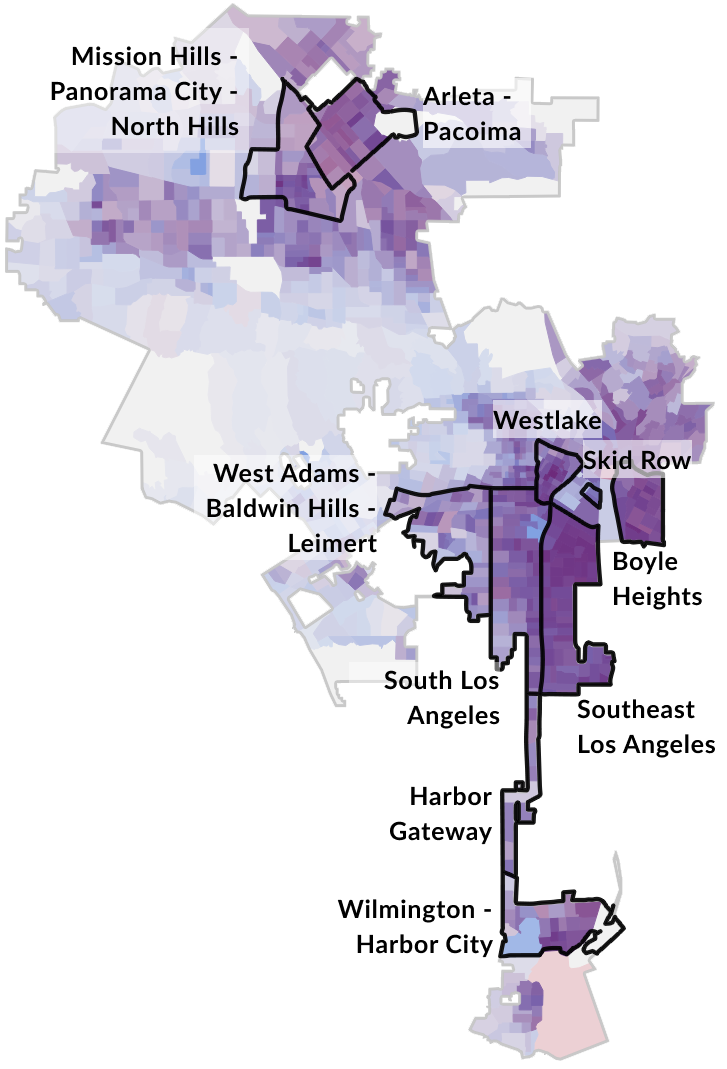 Mission Hills -
Panorama City -
North Hills
Arleta -
Pacoima
Westlake
Skid Row
West Adams -
Baldwin Hills -
Leimert
Boyle
Heights
South Los
Angeles
Southeast
Los Angeles
Harbor
Gateway
Wilmington -
Harbor City